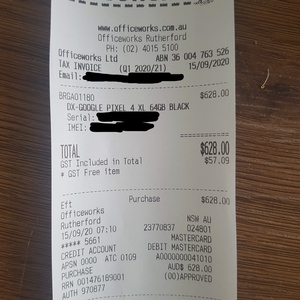 www.officeworks.com.au
Officeworks Rutherford
PH: (02) 4015 5100
Officeworks Ltd ABN 36 004 763 526
TAX INVOICE (Q1 2020/21) 15/09/2020
Email:
BRGA01180 $628.00
DX-GOOGLE PIXEL 4 XL 64GB BLACK
Serial:
IMEI:
TOTAL $628.00
GST Included in Total $57.09
* GST Free item
Eft Purchase $628.00
Officeworks
Rutherford NSW AU
15/09/20 07:10 23770837 024801
***** 5661 MASTERCARD
CREDIT ACCOUNT DEBIT MASTERCARD
APSN 0000 ATC 0109 A0000000041010
PURCHASE AUD$ 628.00
RRN 001476189001 (00)APPROVED
AUTH 970877